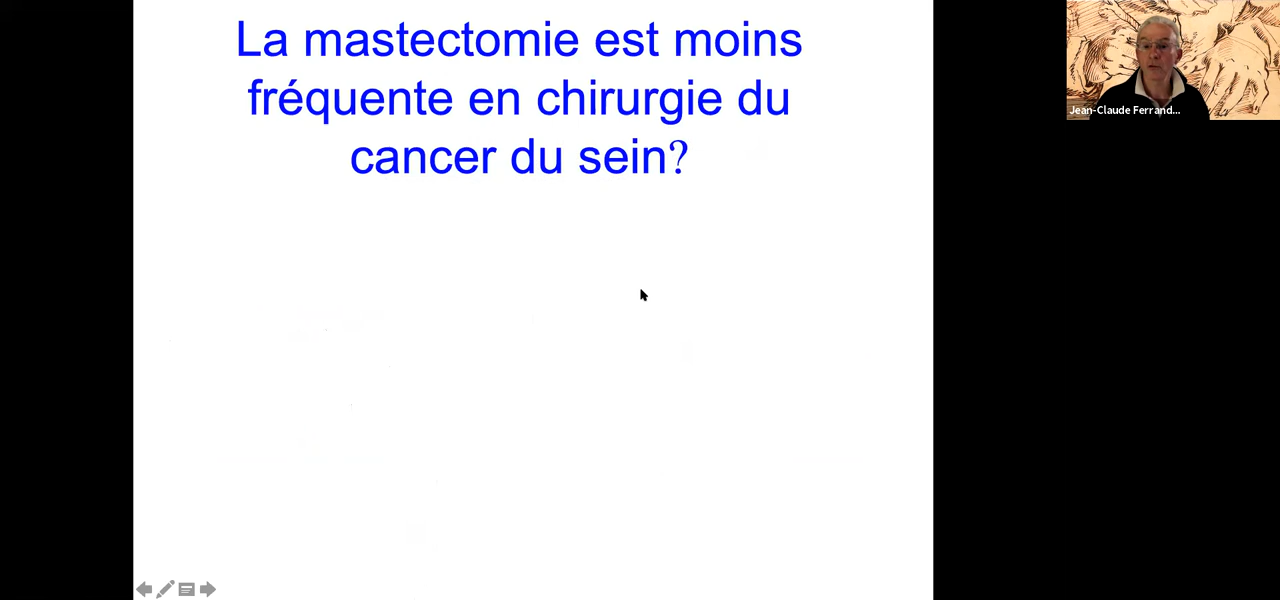 La mastectomie est moins
fréquente en chirurgie du
cancer du sein?
Jean-Claude Ferrand...